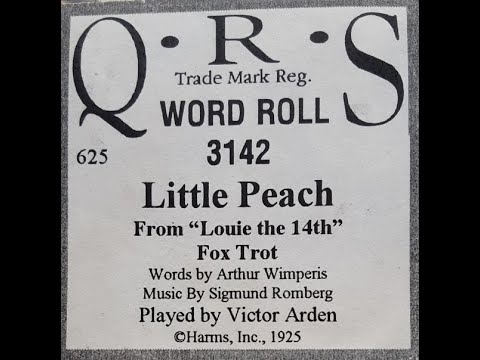 Q·R·S
Trade Mark Reg.
WORD ROLL
625
3142
Little Peach
From “Louie the 14th”
Fox Trot
Words by Arthur Wimperis
Music By Sigmund Romberg
Played by Victor Arden
©Harms, Inc., 1925